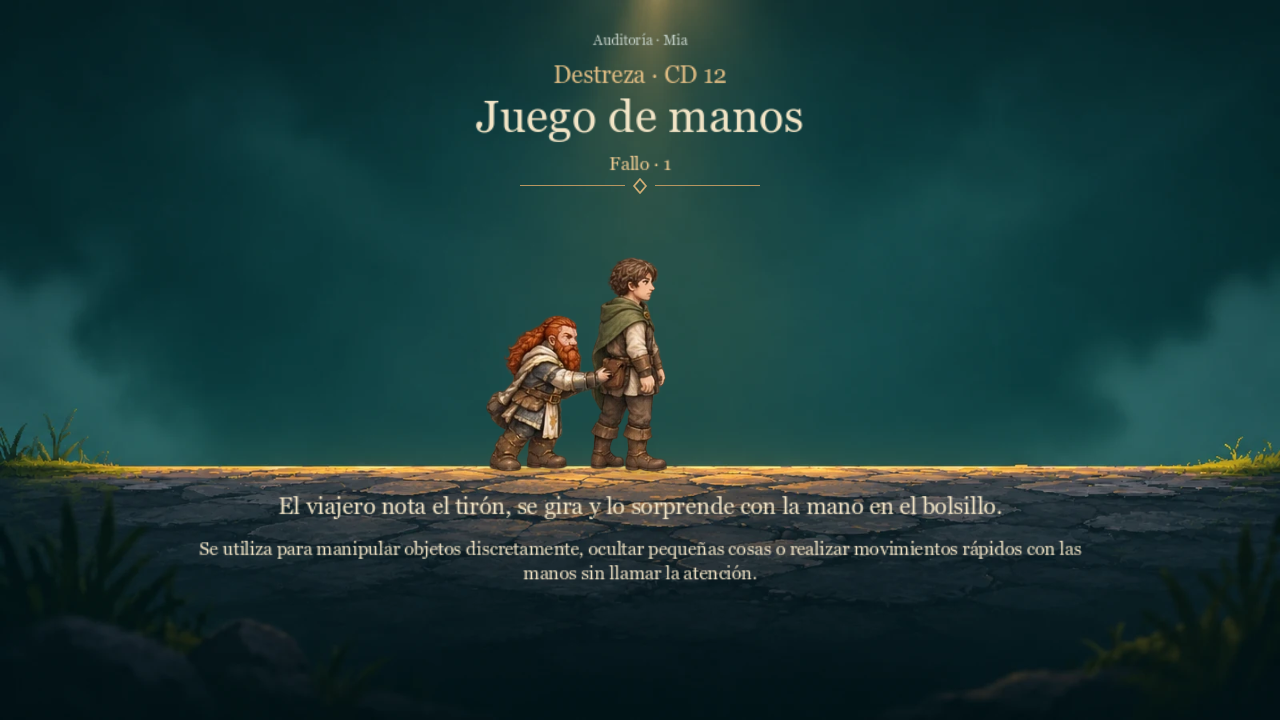 Auditoría · Mia
Destreza · CD 12
Juego de manos
Fallo · 1
El viajero nota el tirón, se gira y lo sorprende con la mano en el bolsillo.
Se utiliza para manipular objetos discretamente, ocultar pequeñas cosas o realizar movimientos rápidos con las
manos sin llamar la atención.